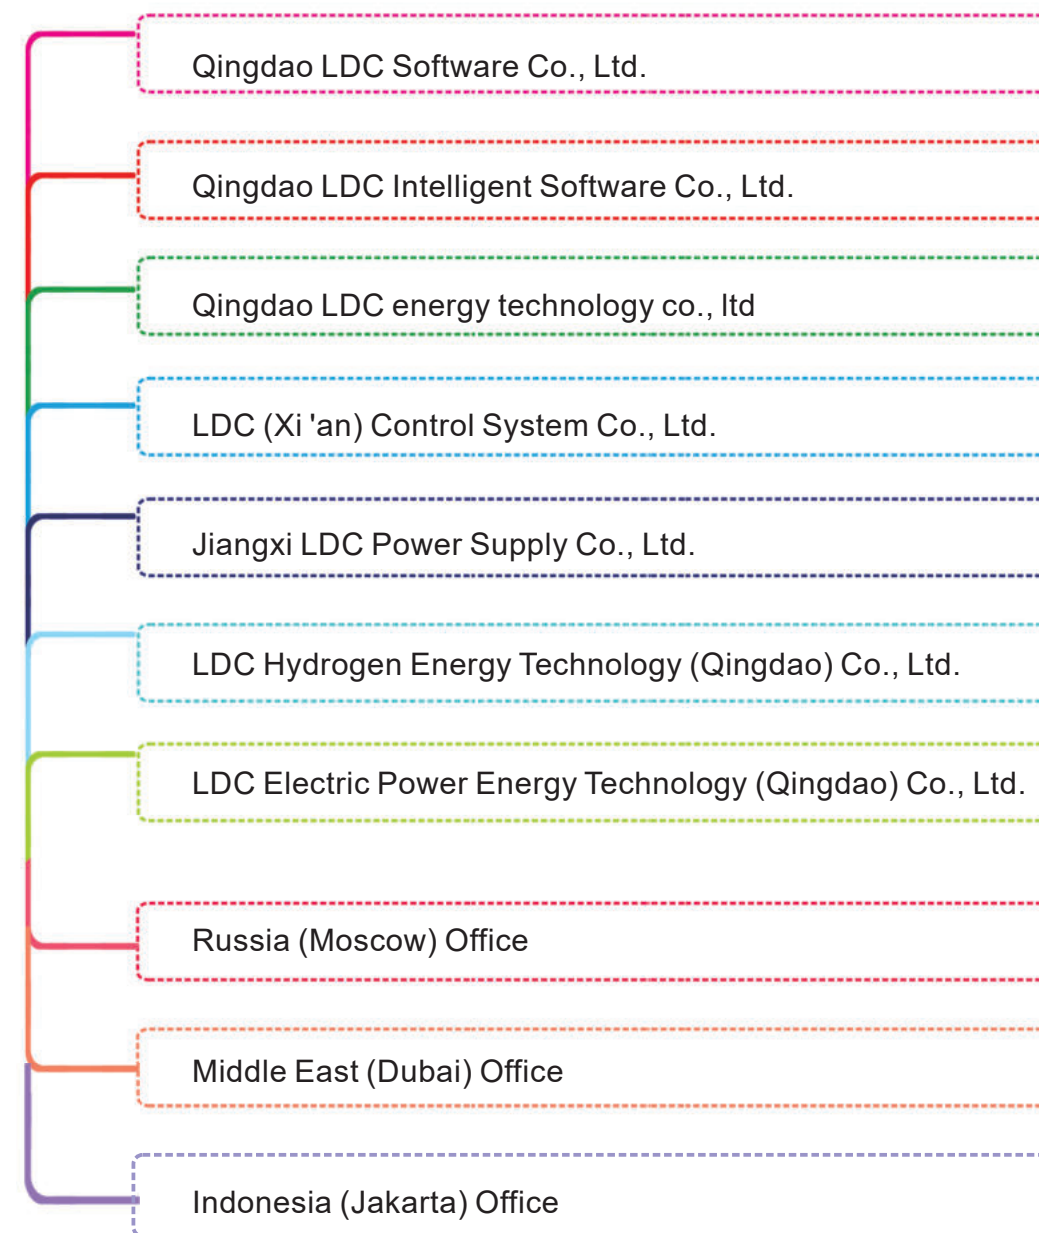 Qingdao LDC Software Co., Ltd.
Qingdao LDC Intelligent Software Co., Ltd.
Qingdao LDC energy technology co., ltd
LDC (Xi 'an) Control System Co., Ltd.
Jiangxi LDC Power Supply Co., Ltd.
LDC Hydrogen Energy Technology (Qingdao) Co., Ltd.
LDC Electric Power Energy Technology (Qingdao) Co., Ltd.
Russia (Moscow) Office
Middle East (Dubai) Office
Indonesia (Jakarta) Office